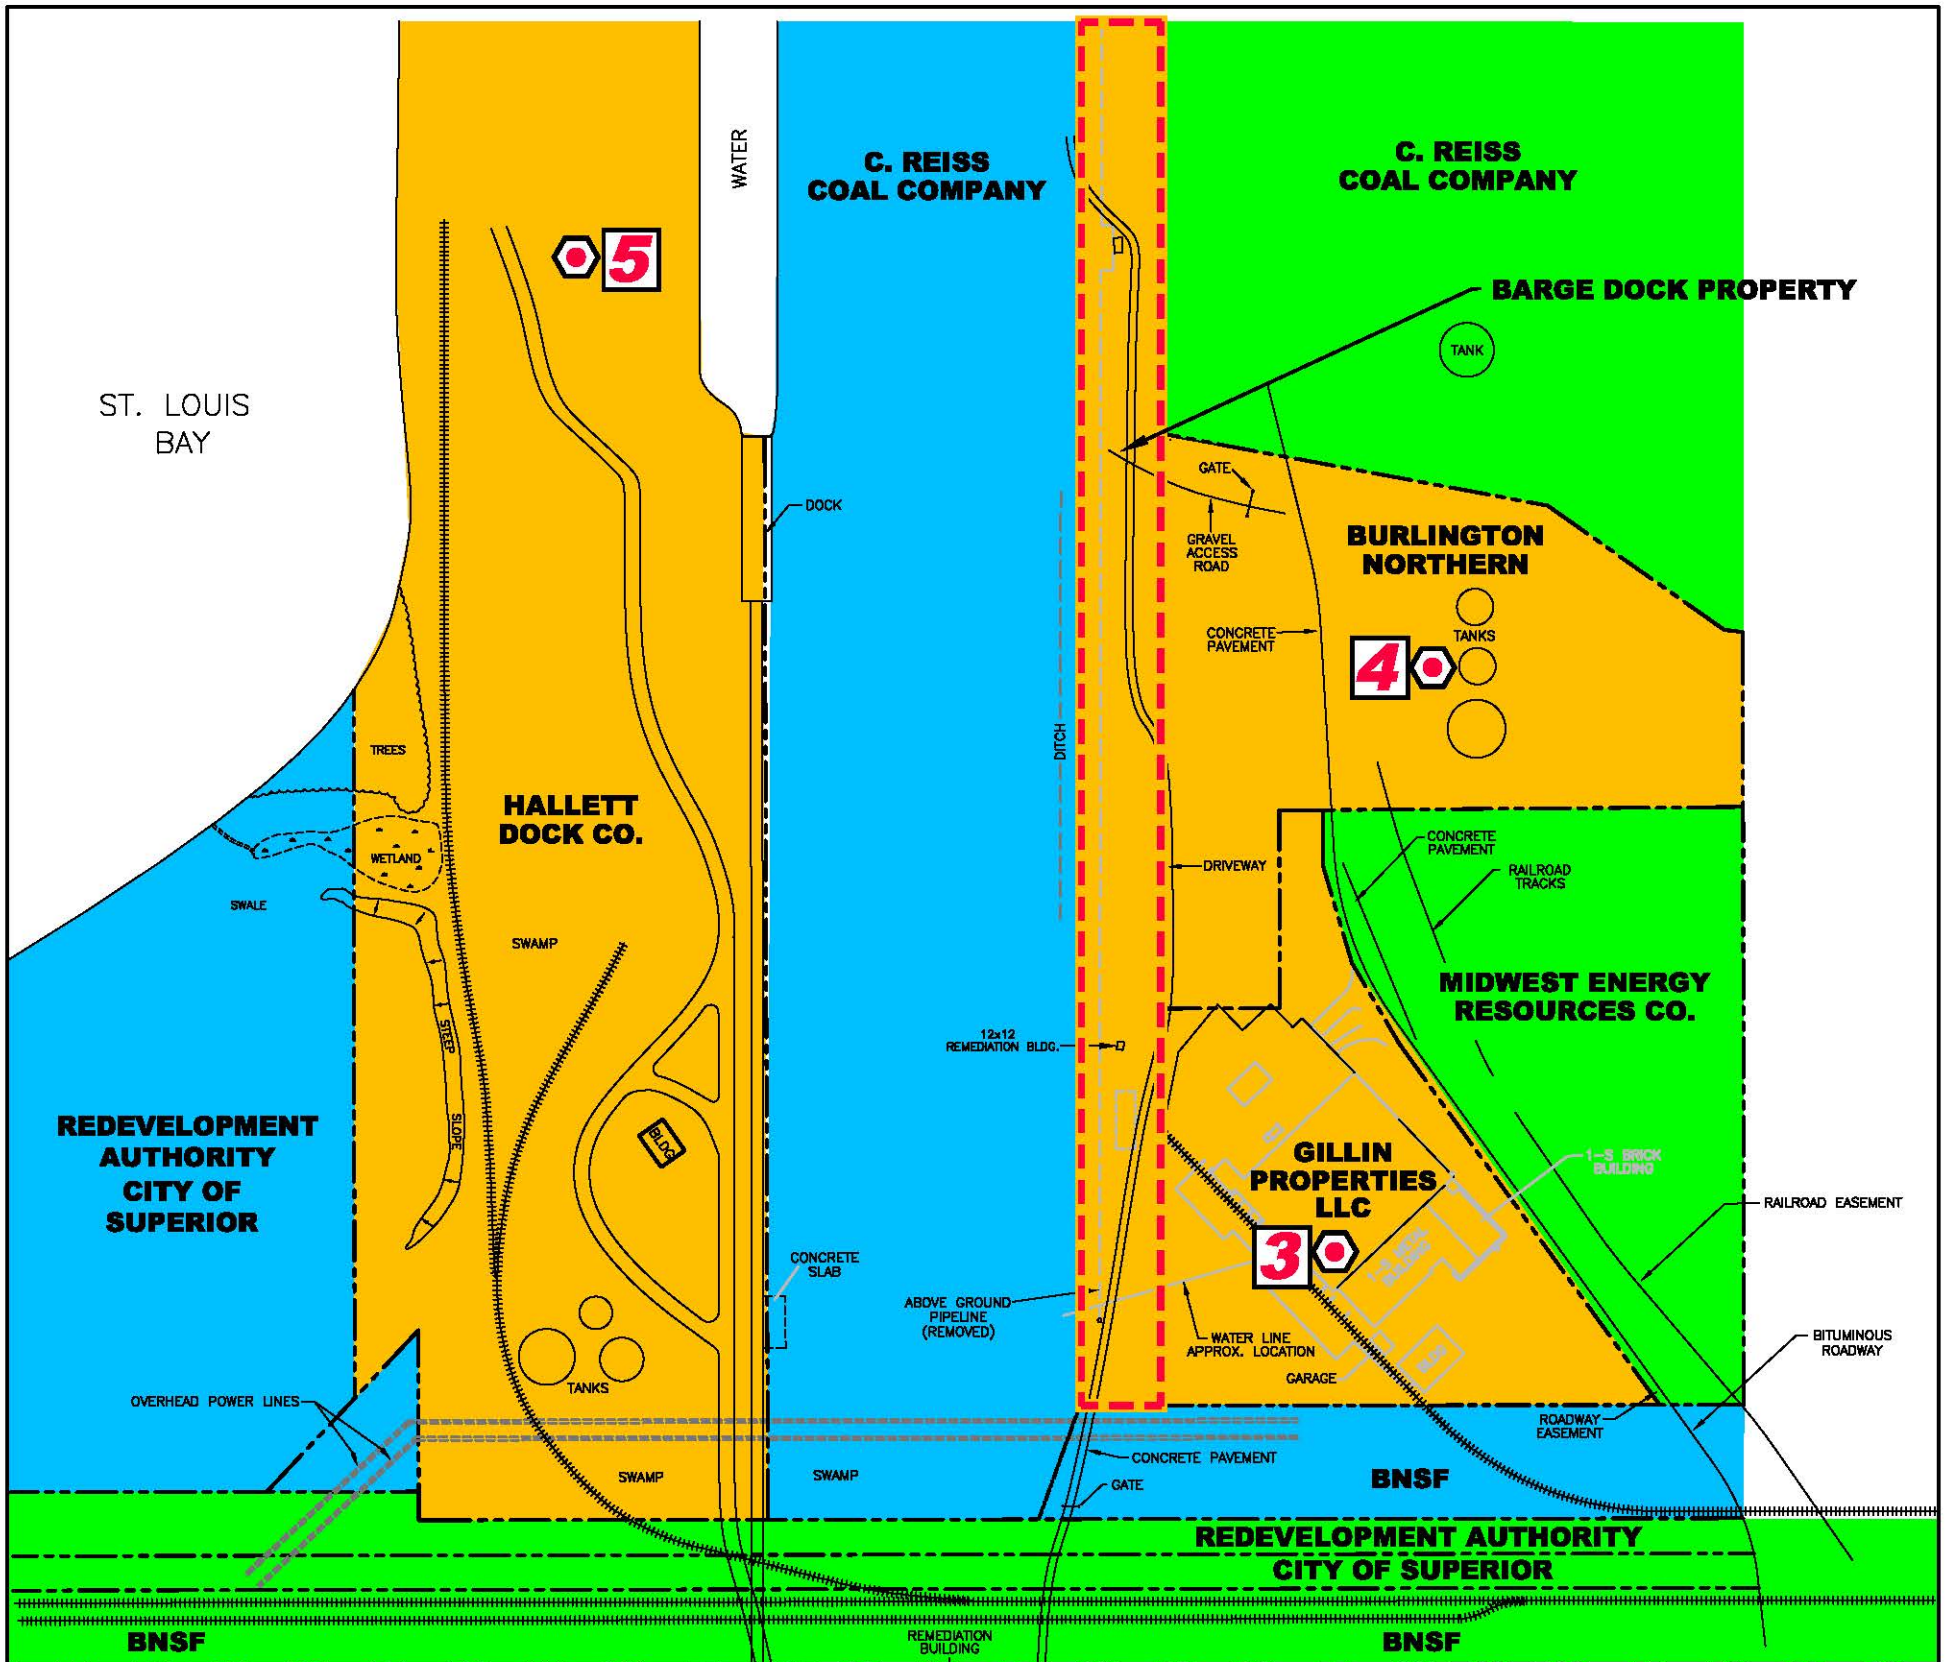 WATER
C. REISS
COAL COMPANY
C. REISS
COAL COMPANY
5
BARGE DOCK PROPERTY
TANK
ST. LOUIS
BAY
GATE
DOCK
GRAVEL
ACCESS
ROAD
BURLINGTON
NORTHERN
TANKS
CONCRETE
PAVEMENT
4
DITCH
TREES
HALLETT
DOCK CO.
WETLAND
CONCRETE
PAVEMENT
DRIVEWAY
RAILROAD
TRACKS
SWALE
SWAMP
MIDWEST ENERGY
RESOURCES CO.
STEEP
12x12
REMEDIATION BLDG.
SLOPE
REDEVELOPMENT
AUTHORITY
CITY OF
SUPERIOR
BLDG
GILLIN
PROPERTIES
LLC
1-S BRICK
BUILDING
RAILROAD EASEMENT
3
1-S METAL
BUILDING
CONCRETE
SLAB
ABOVE GROUND
PIPELINE
(REMOVED)
WATER LINE
APPROX. LOCATION
BITUMINOUS
ROADWAY
GARAGE
BLDG
TANKS
OVERHEAD POWER LINES
ROADWAY
EASEMENT
CONCRETE PAVEMENT
SWAMP
SWAMP
BNSF
GATE
REDEVELOPMENT AUTHORITY
CITY OF SUPERIOR
BNSF
REMEDIATION
BUILDING
BNSF